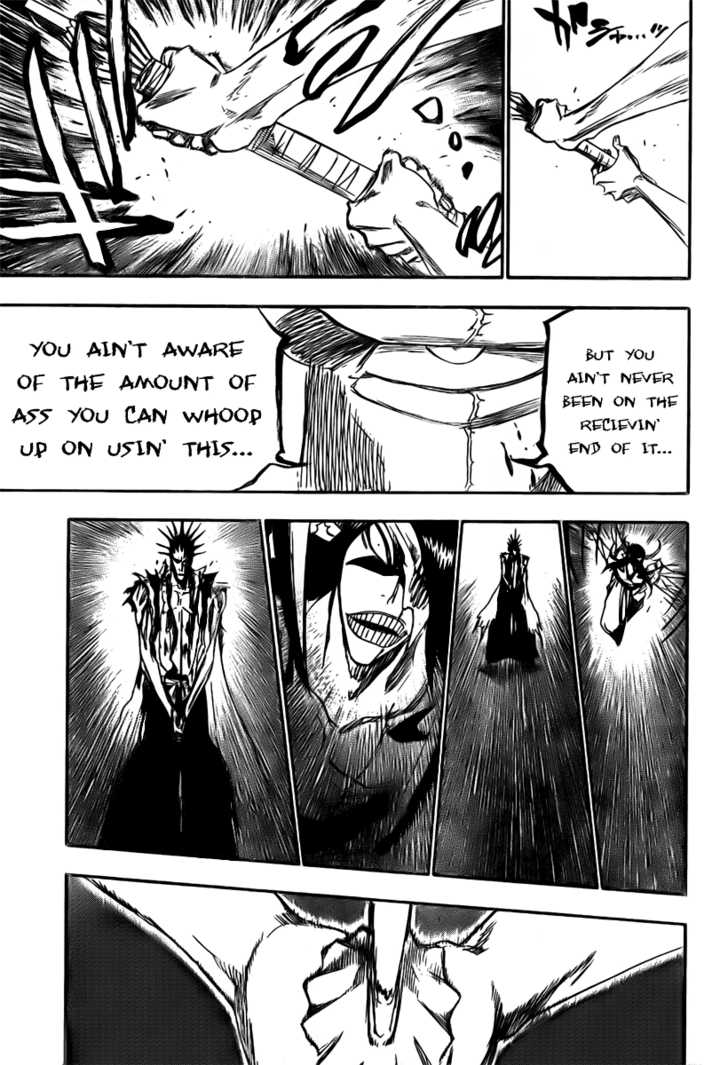 BUT YOU
AIN'T NEVER
BEEN ON THE
RECIEVIN'
END OF IT...
YOU AIN'T AWARE
OF THE AMOUNT OF
ASS YOU CAN WHOOP
UP ON USIN' THIS...